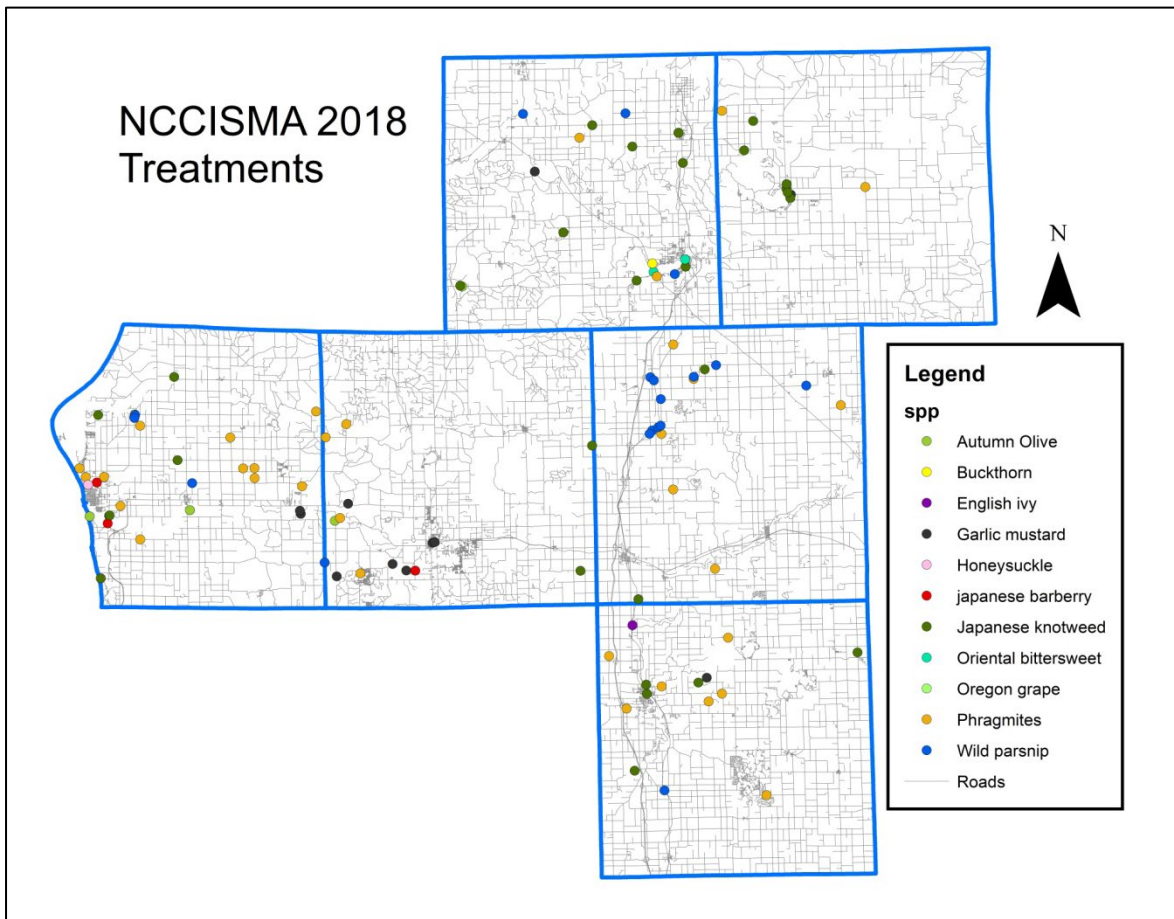 NCCISMA 2018
Treatments
N
Legend
spp
Autumn Olive
Buckthorn
English ivy
Garlic mustard
Honeysuckle
japanese barberry
Japanese knotweed
Oriental bittersweet
Oregon grape
Phragmites
Wild parsnip
Roads